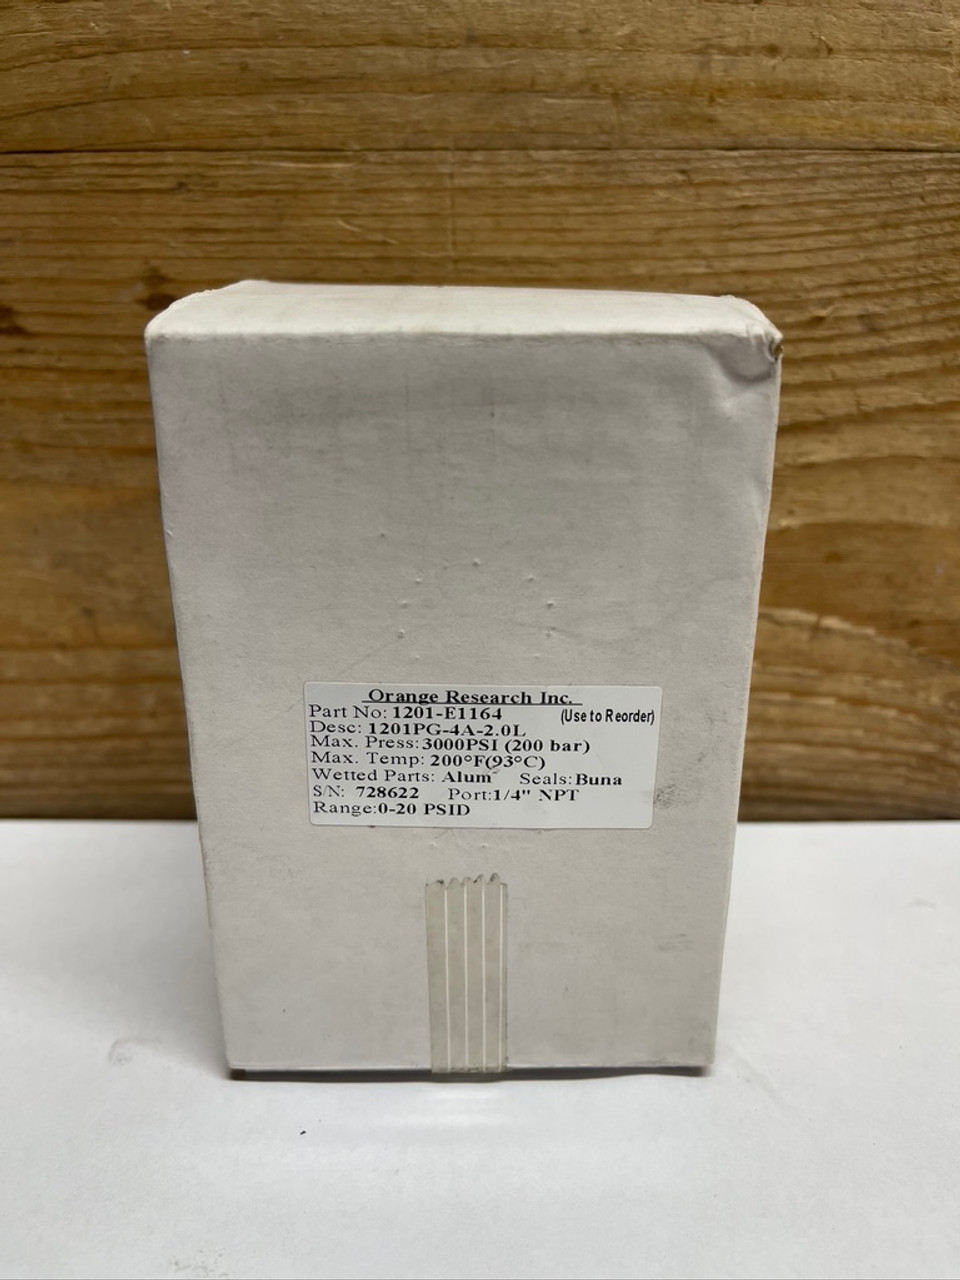 Orange Research Inc.
Part No: 1201-E1164 (Use to Reorder)
Desc: 1201PG-4A-2.0L
Max. Press: 3000PSI (200 bar)
Max. Temp: 200°F(93°C)
Wetted Parts: Alum Seals: Buna
S/N: 728622 Port:1/4" NPT
Range:0-20 PSID